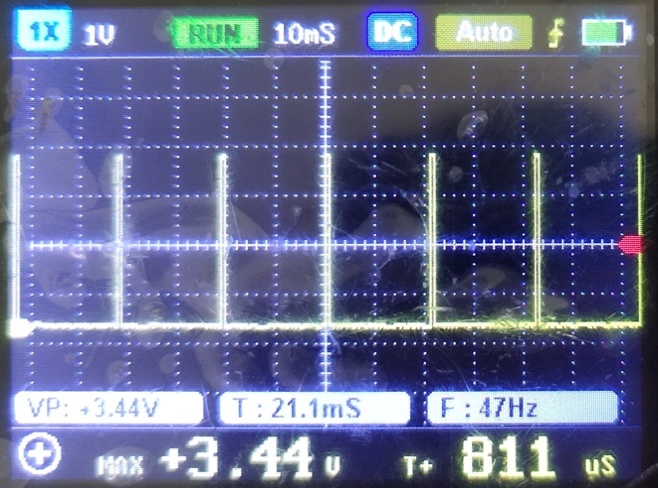 1X 1V RUN 10mS DC Auto
VP: +3.44V T : 21.1mS F : 47Hz
MAX +3.44 V T+ 811 uS